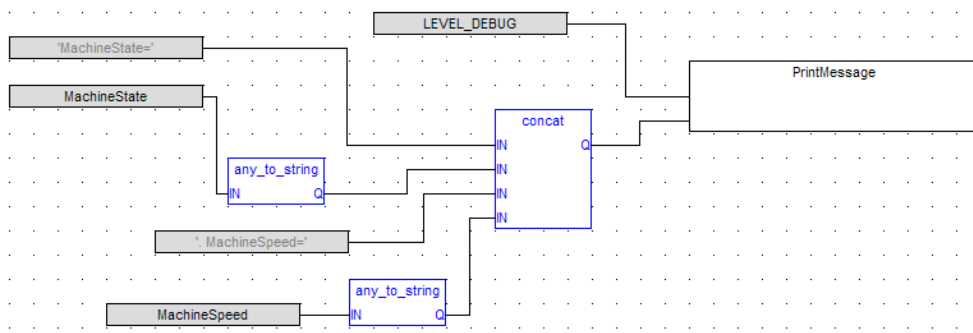 LEVEL_DEBUG
'MachineState='
PrintMessage
MachineState
concat
IN Q
any_to_string
IN
IN Q
IN
IN
'. MachineSpeed='
any_to_string
MachineSpeed
IN Q